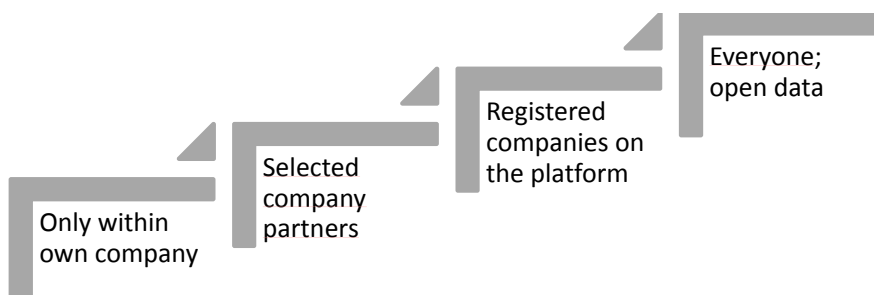 Only within
own company
Selected
company
partners
Registered
companies on
the platform
Everyone;
open data